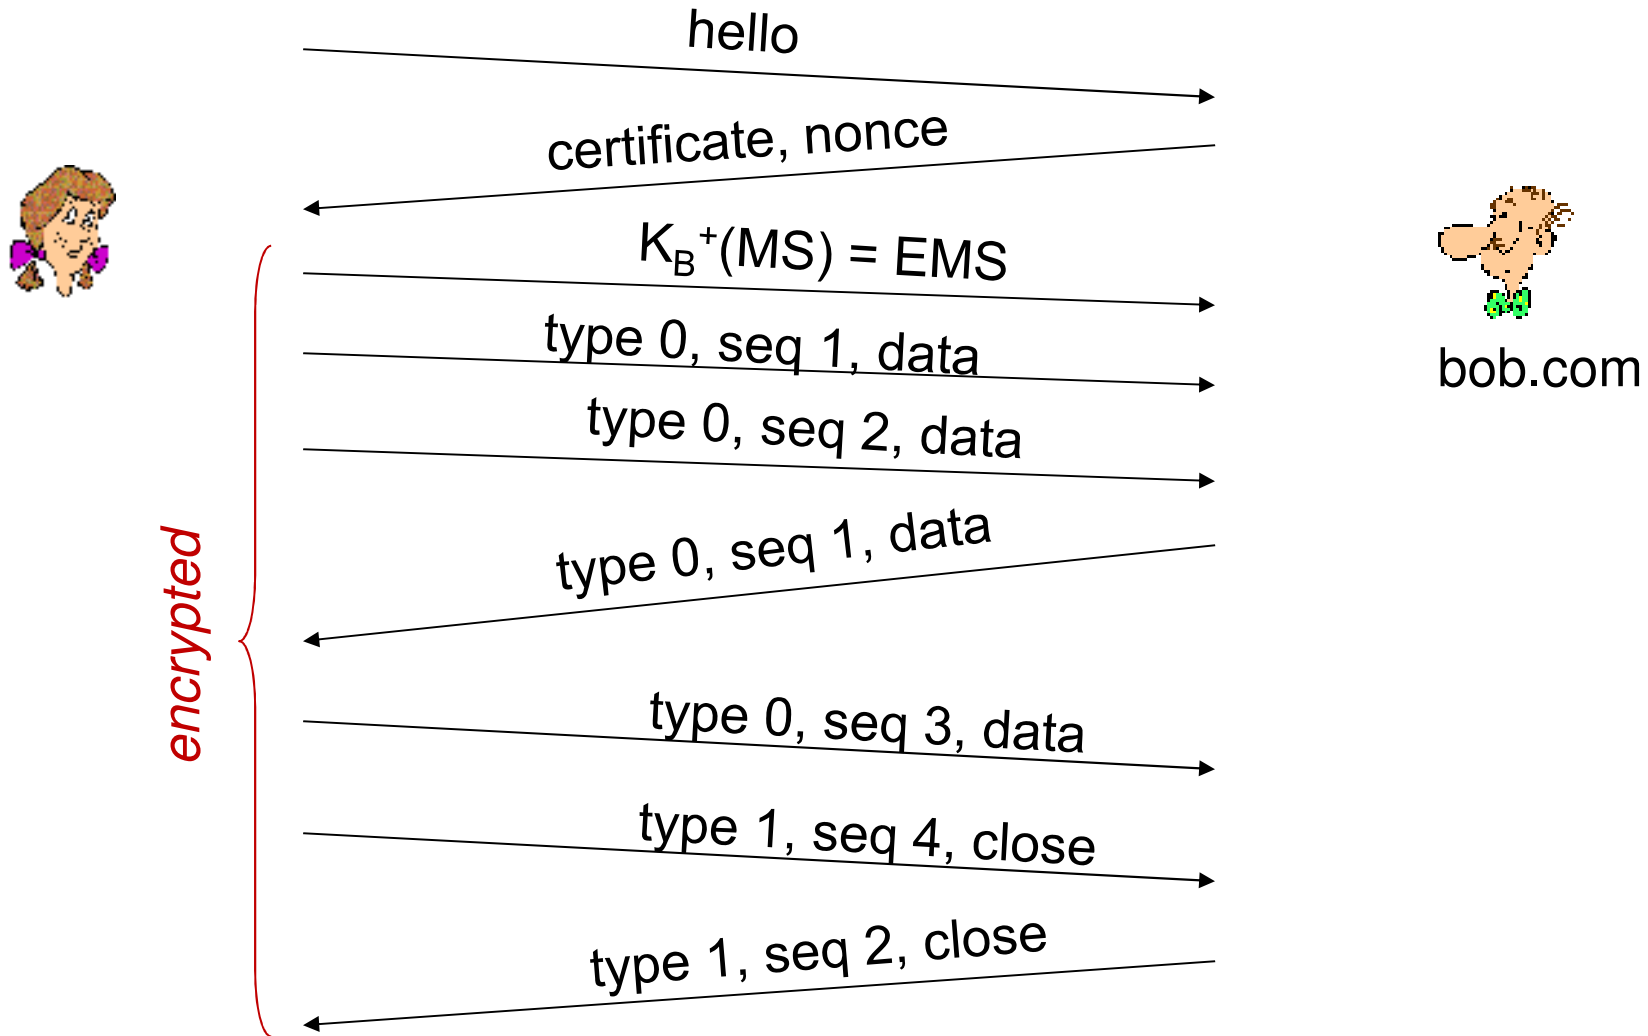 hello
certificate, nonce
K_B^+(MS) = EMS
type 0, seq 1, data
bob.com
type 0, seq 2, data
type 0, seq 1, data
encrypted
type 0, seq 3, data
type 1, seq 4, close
type 1, seq 2, close